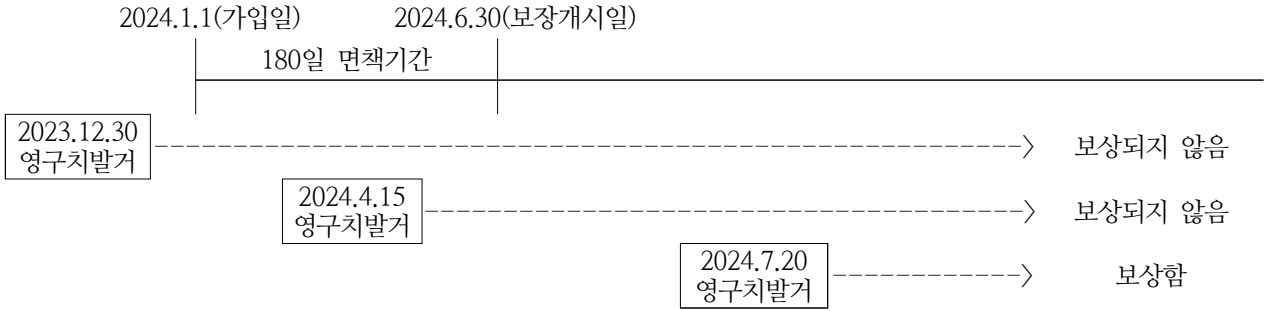 2024.1.1(가입일) 2024.6.30(보장개시일)
180일 면책기간
2023.12.30
영구치발거
보상되지 않음
2024.4.15
영구치발거
보상되지 않음
2024.7.20
영구치발거
보상함